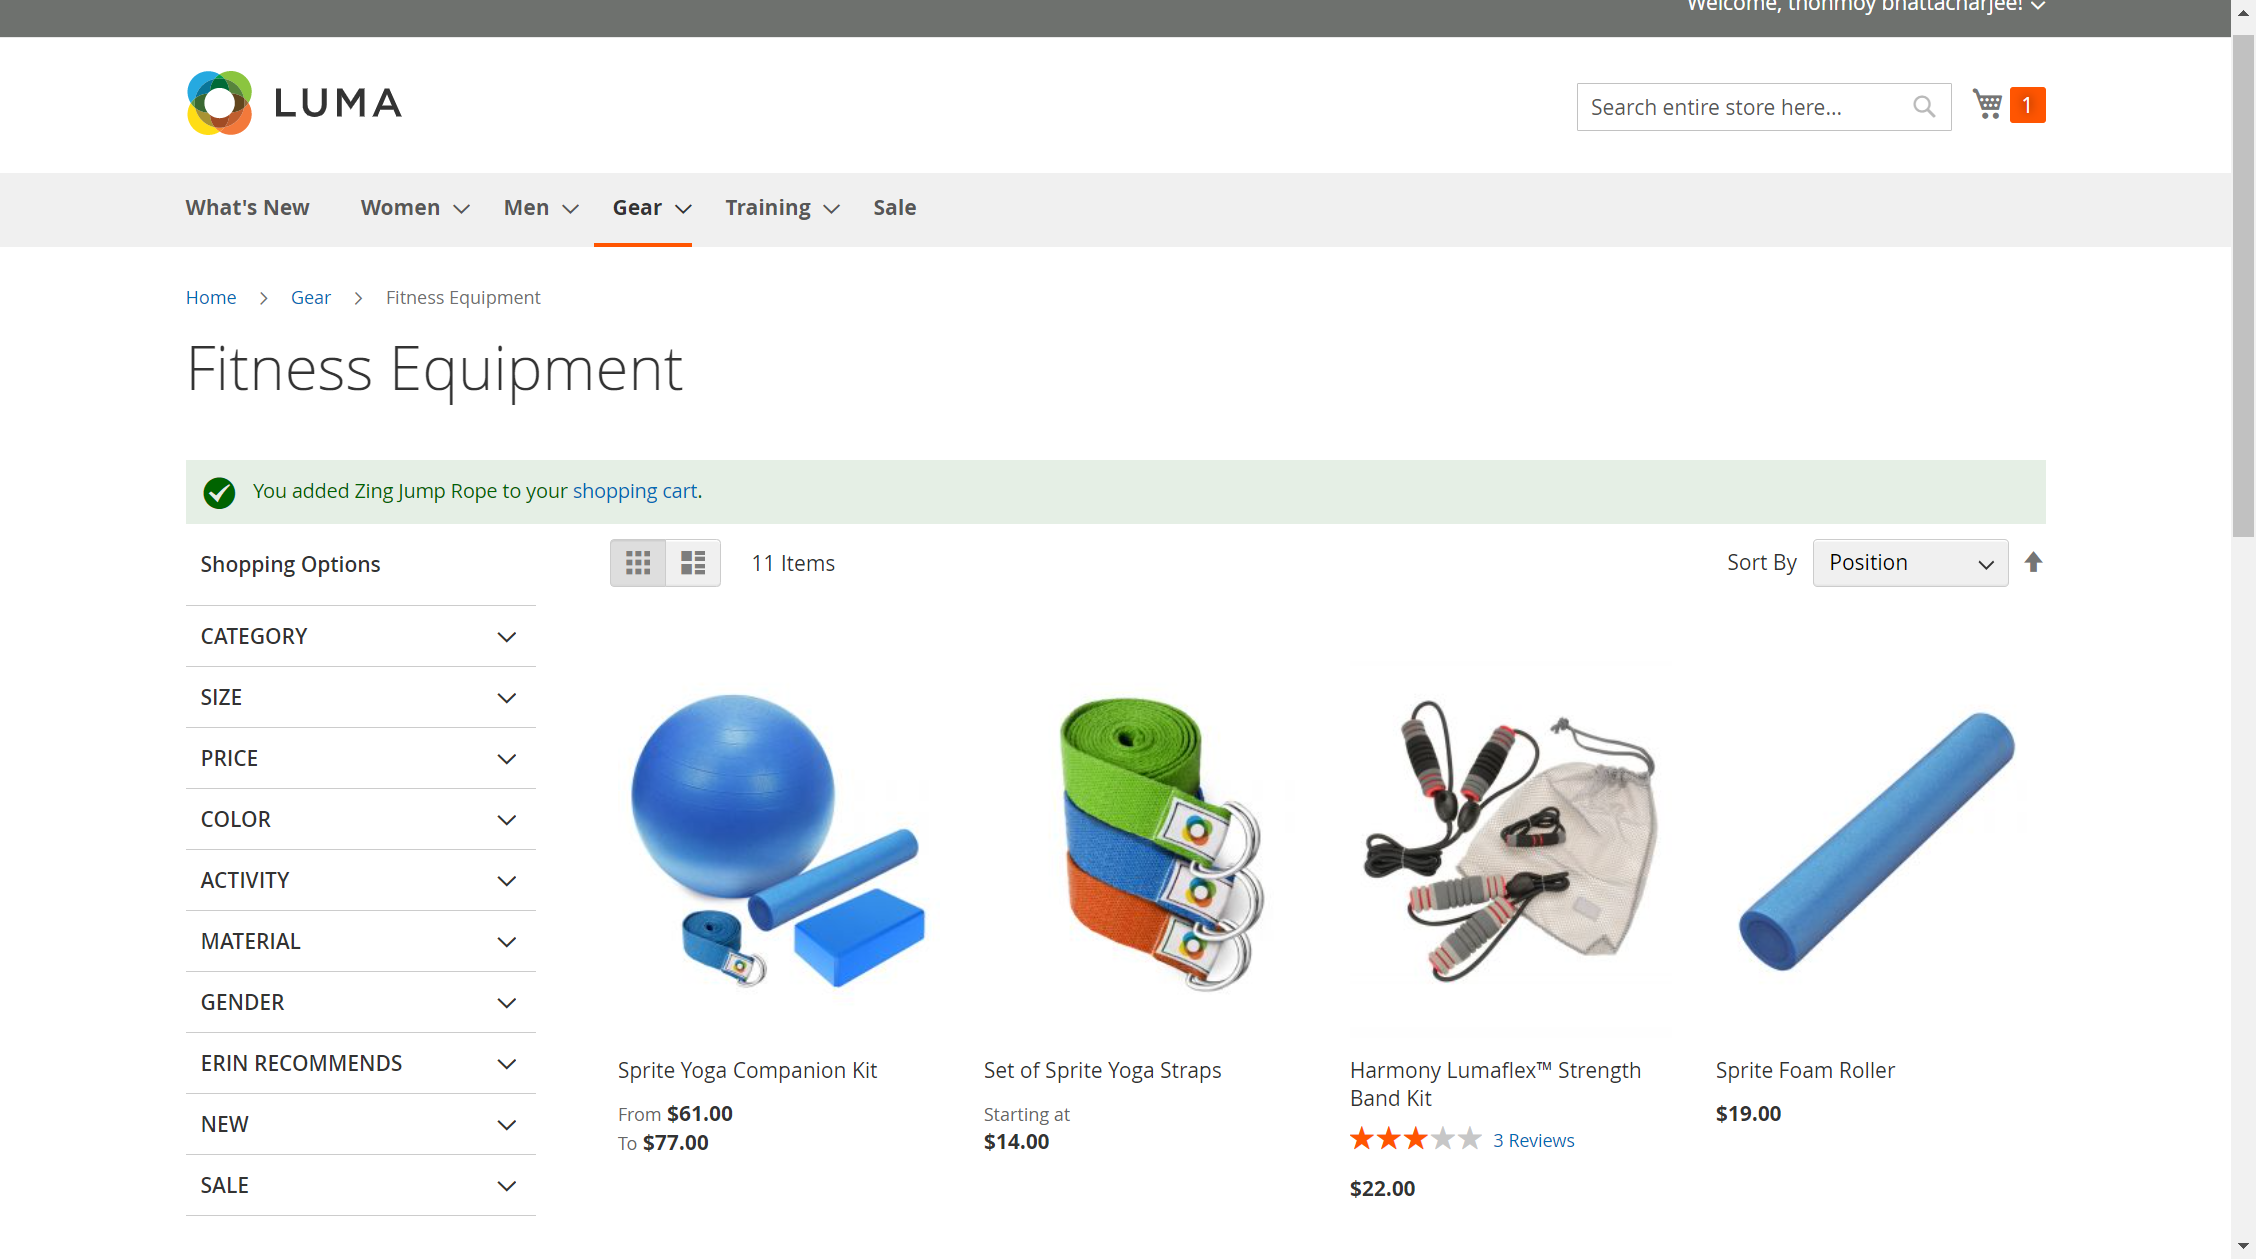 Welcome, thonmoy bhattacharjee!
LUMA
Search entire store here...
1
What's New
Women
Men
Gear
Training
Sale
Home
Gear
Fitness Equipment
Fitness Equipment
You added Zing Jump Rope to your shopping cart.
Shopping Options
11 Items
Sort By
Position
CATEGORY
SIZE
PRICE
COLOR
ACTIVITY
MATERIAL
GENDER
ERIN RECOMMENDS
NEW
SALE
Sprite Yoga Companion Kit
From $61.00
To $77.00
Set of Sprite Yoga Straps
Starting at
$14.00
Harmony Lumaflex™ Strength
Band Kit
3 Reviews
$22.00
Sprite Foam Roller
$19.00